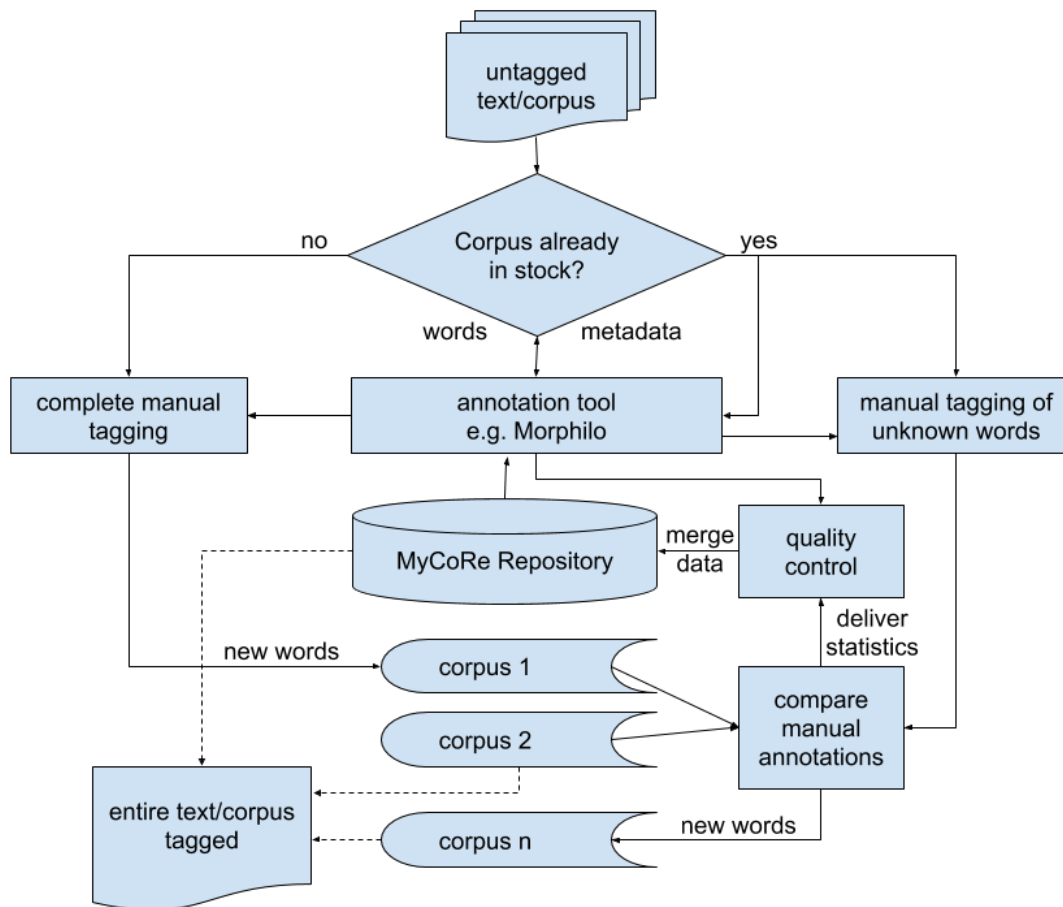 untagged
text/corpus
no
Corpus already
in stock?
yes
words
metadata
complete manual
tagging
annotation tool
e.g. Morphilo
manual tagging of
unknown words
MyCoRe Repository
merge
data
quality
control
deliver
statistics
new words
corpus 1
corpus 2
compare
manual
annotations
entire text/corpus
tagged
corpus n
new words